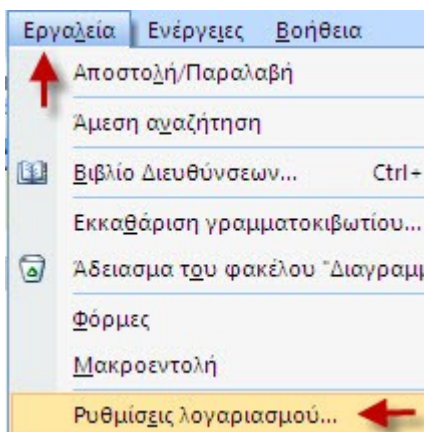 Εργαλεία Ενέργειες Βοήθεια
Αποστολή/Παραλαβή
Άμεση αναζήτηση
Βιβλίο Διευθύνσεων... Ctrl+
Εκκαθάριση γραμματοκιβωτίου...
Άδειασμα του φακέλου "Διαγραμμ
Φόρμες
Μακροεντολή
Ρυθμίσεις λογαριασμού...